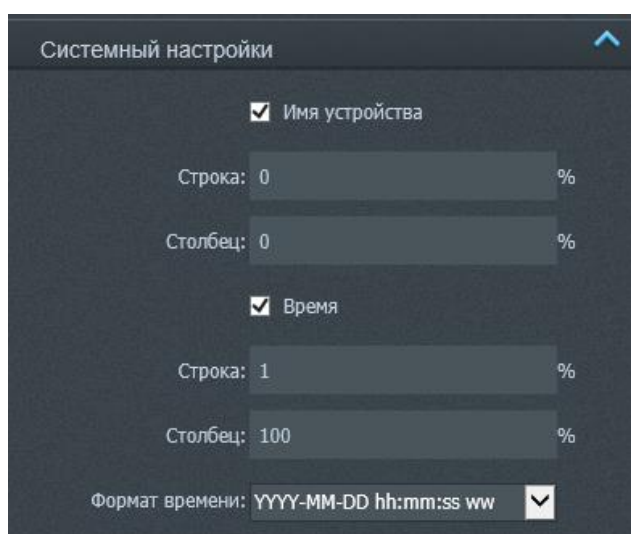 Системный настройки
Имя устройства
Строка: 0 %
Столбец: 0 %
Время
Строка: 1 %
Столбец: 100 %
Формат времени: YYYY-MM-DD hh:mm:ss ww